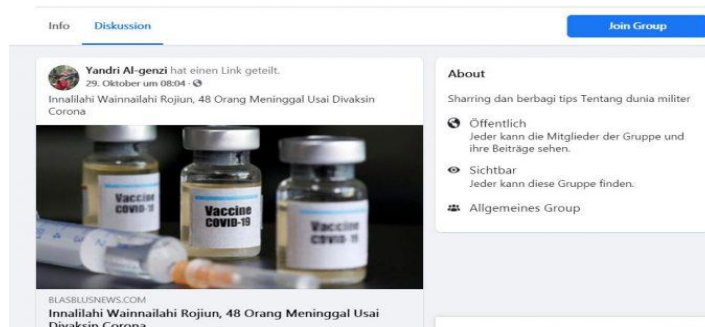 Info Diskussion
Join Group
Yandri Al-genzi hat einen Link geteilt.
29. Oktober um 08:04 ·
Innalilahi Wainnailahi Rojiun, 48 Orang Meninggal Usai Divaksin
Corona
Vaccine
COVID-19
Vaccine
COVID-19
Vaccine
COVID-19
BLASBLUSNEWS.COM
Innalilahi Wainnailahi Rojiun, 48 Orang Meninggal Usai
Divaksin Corona
About
Sharring dan berbagi tips Tentang dunia militer
Öffentlich
Jeder kann die Mitglieder der Gruppe und
ihre Beiträge sehen.
Sichtbar
Jeder kann diese Gruppe finden.
Allgemeines Group